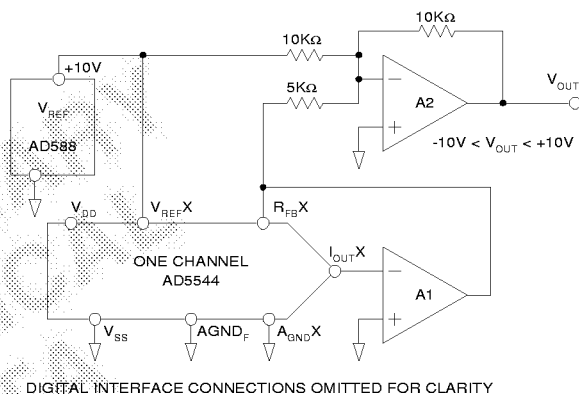 10KΩ
10KΩ
+10V
5KΩ
V_OUT
V_REF
A2
AD588
-10V < V_OUT < +10V
V_DD
V_REF X
R_FB X
ONE CHANNEL
AD5544
I_OUT X
A1
V_SS
AGND_F
A_GND X
DIGITAL INTERFACE CONNECTIONS OMITTED FOR CLARITY